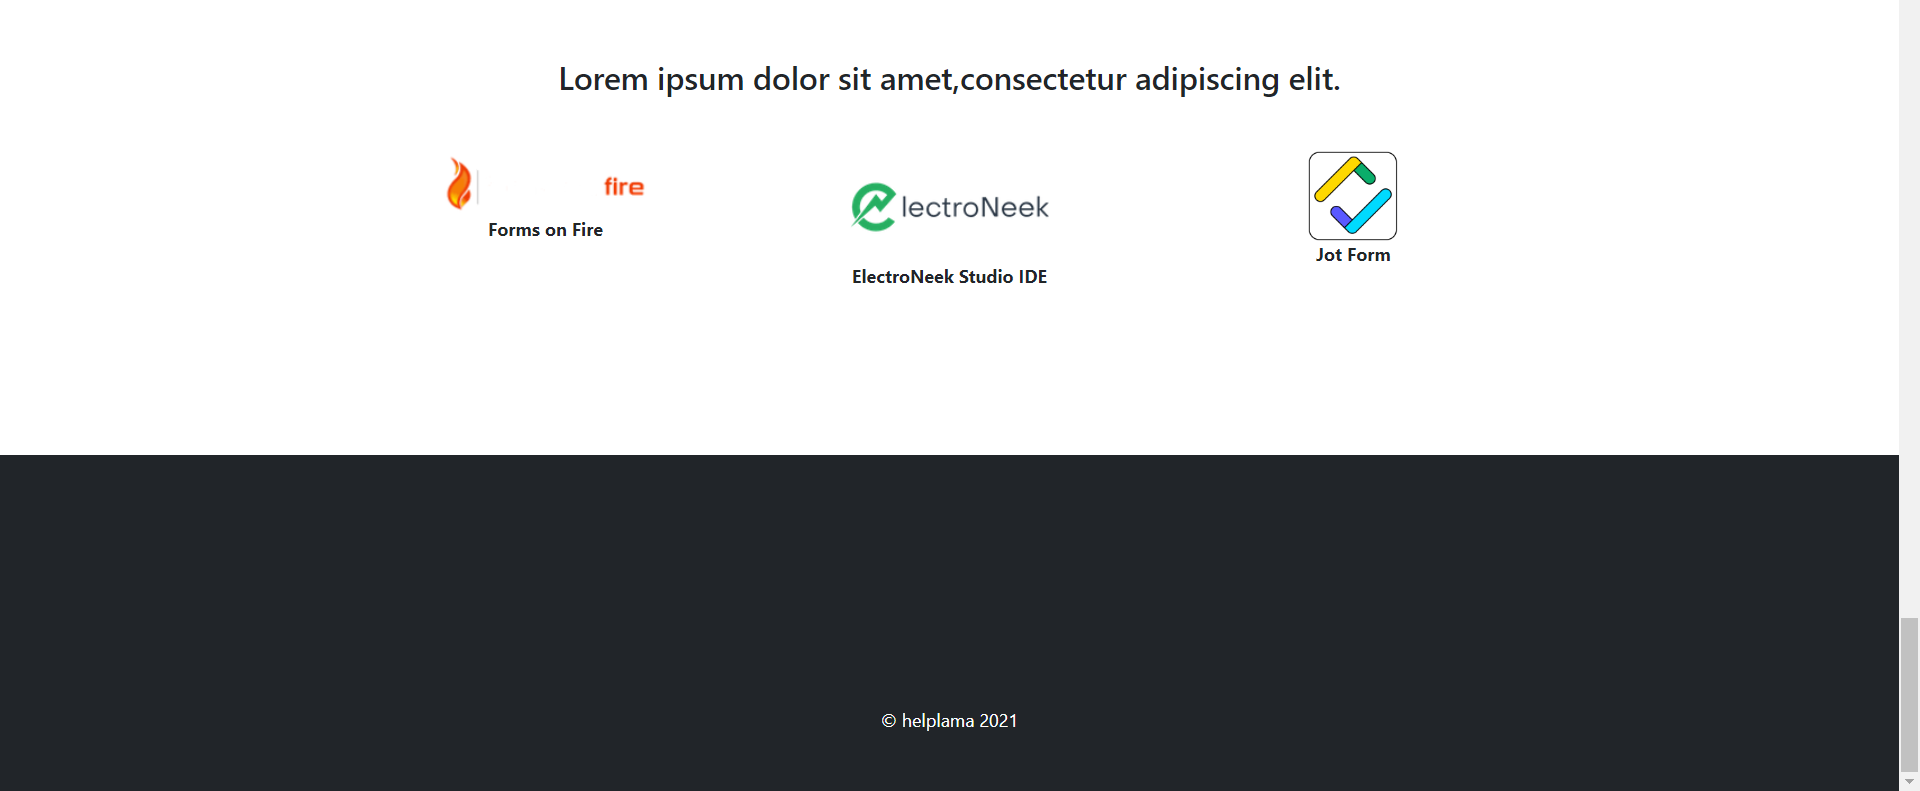 Lorem ipsum dolor sit amet,consectetur adipiscing elit.
fire
Forms on Fire
lectroNeek
ElectroNeek Studio IDE
Jot Form
© helplama 2021